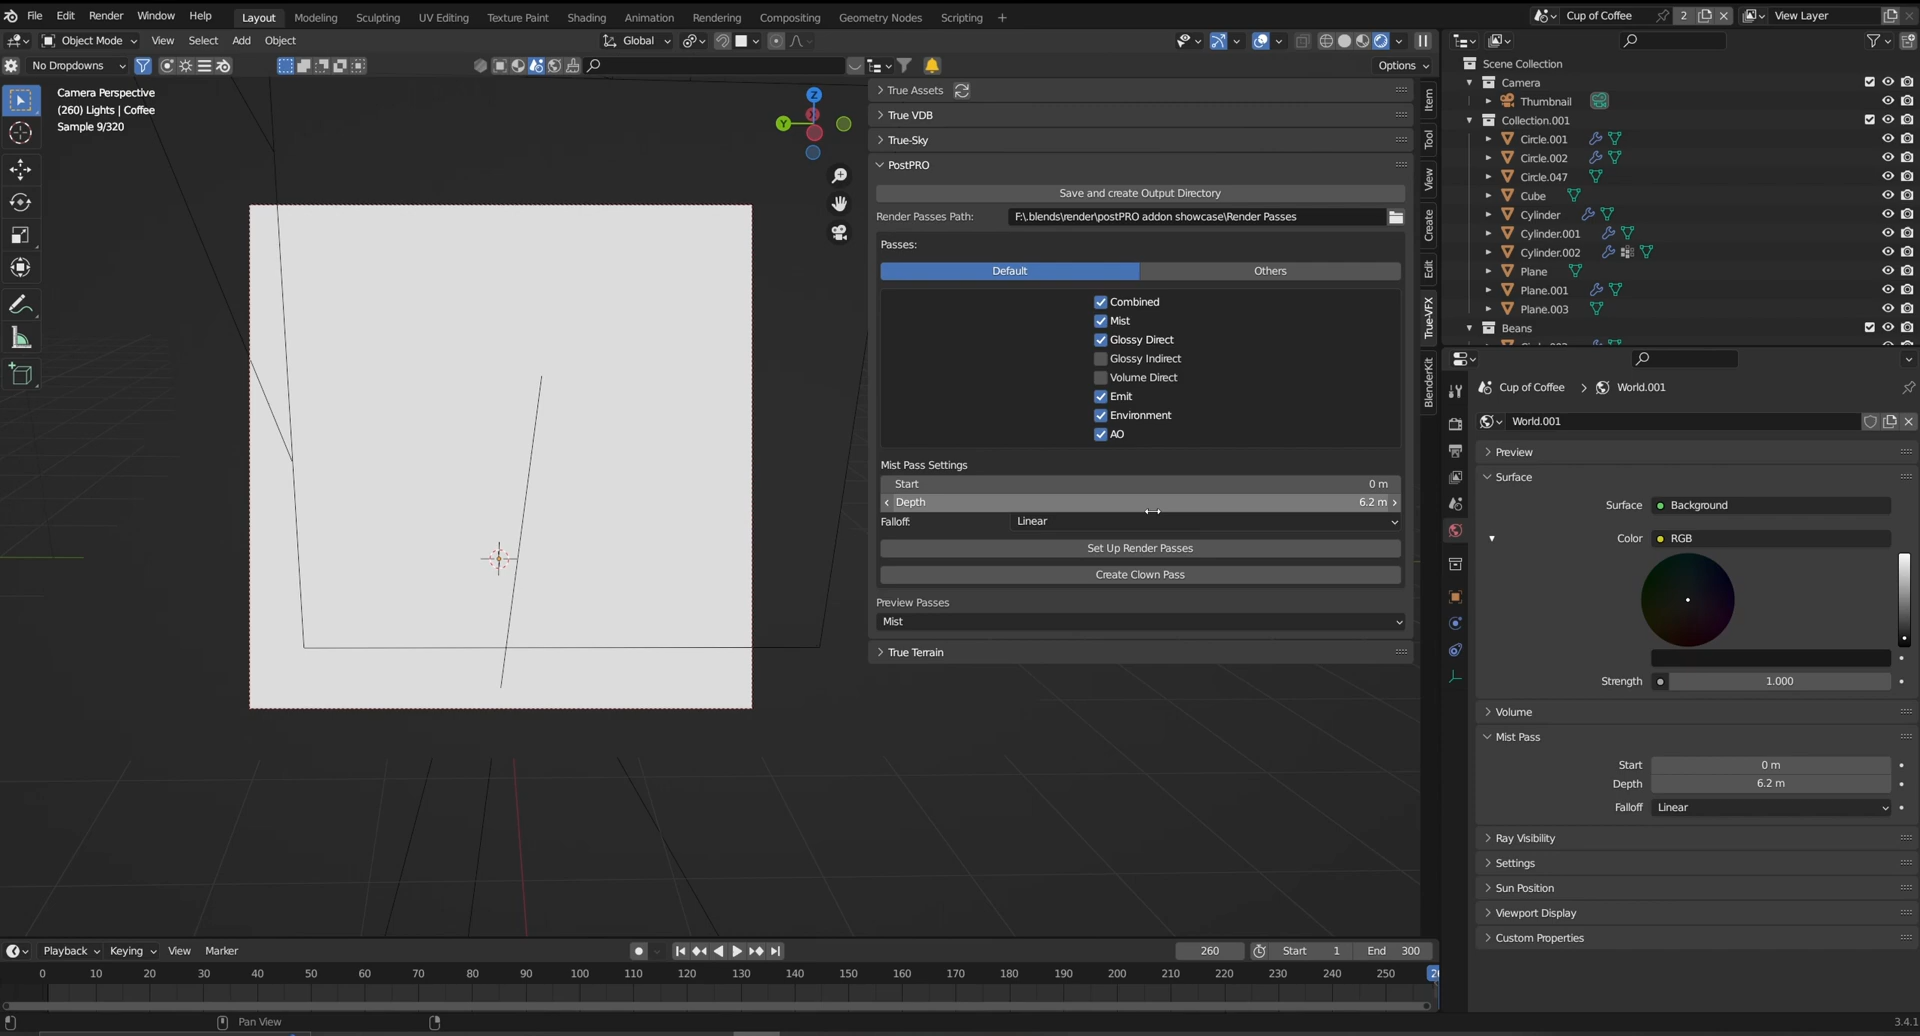 File Edit Render Window Help Layout Modeling Sculpting UV Editing Texture Paint Shading Animation Rendering Compositing Geometry Nodes Scripting + Cup of Coffee 2 View Layer
Object Mode View Select Add Object Global
No Dropdowns Options
Camera Perspective
(260) Lights | Coffee
Sample 9/320
Z
Y
True Assets
True VDB
True-Sky
PostPRO
Save and create Output Directory
Render Passes Path: F:\.blends\render\postPRO addon showcase\Render Passes
Passes:
Default Others
Combined
Mist
Glossy Direct
Glossy Indirect
Volume Direct
Emit
Environment
AO
Mist Pass Settings
Start 0 m
Depth 6.2 m
Falloff: Linear
Set Up Render Passes
Create Clown Pass
Preview Passes
Mist
True Terrain
Item
Tool
View
Create
Edit
True-VFX
BlenderKit
Scene Collection
Camera
Thumbnail
Collection.001
Circle.001
Circle.002
Circle.047
Cube
Cylinder
Cylinder.001
Cylinder.002
Plane
Plane.001
Plane.003
Beans
Cup of Coffee > World.001
World.001
Preview
Surface
Surface Background
Color RGB
Strength 1.000
Volume
Mist Pass
Start 0 m
Depth 6.2 m
Falloff Linear
Ray Visibility
Settings
Sun Position
Viewport Display
Custom Properties
Playback Keying View Marker 260 Start 1 End 300
0 10 20 30 40 50 60 70 80 90 100 110 120 130 140 150 160 170 180 190 200 210 220 230 240 250
Pan View 3.4.1